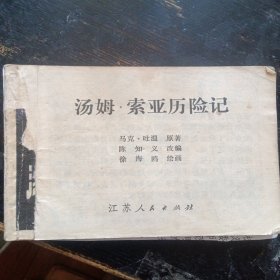 汤姆·索亚历险记
马克·吐温 原著
陈知义 改编
徐海鸥 绘画
江苏人民出版社